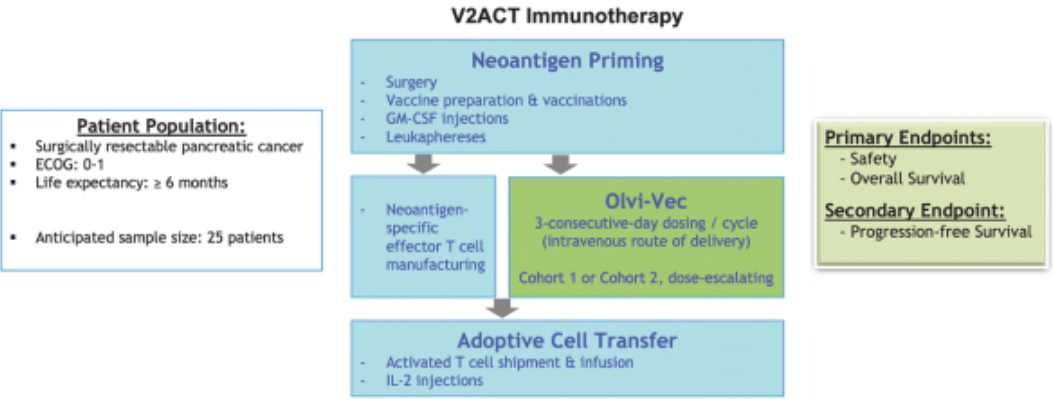 V2ACT Immunotherapy
Patient Population:
▪ Surgically resectable pancreatic cancer
▪ ECOG: 0-1
▪ Life expectancy: ≥ 6 months
▪ Anticipated sample size: 25 patients
Neoantigen Priming
- Surgery
- Vaccine preparation & vaccinations
- GM-CSF injections
- Leukaphereses
- Neoantigen-
specific
effector T cell
manufacturing
Olvi-Vec
3-consecutive-day dosing / cycle
(intravenous route of delivery)
Cohort 1 or Cohort 2, dose-escalating
Adoptive Cell Transfer
- Activated T cell shipment & infusion
- IL-2 injections
Primary Endpoints:
- Safety
- Overall Survival
Secondary Endpoint:
- Progression-free Survival